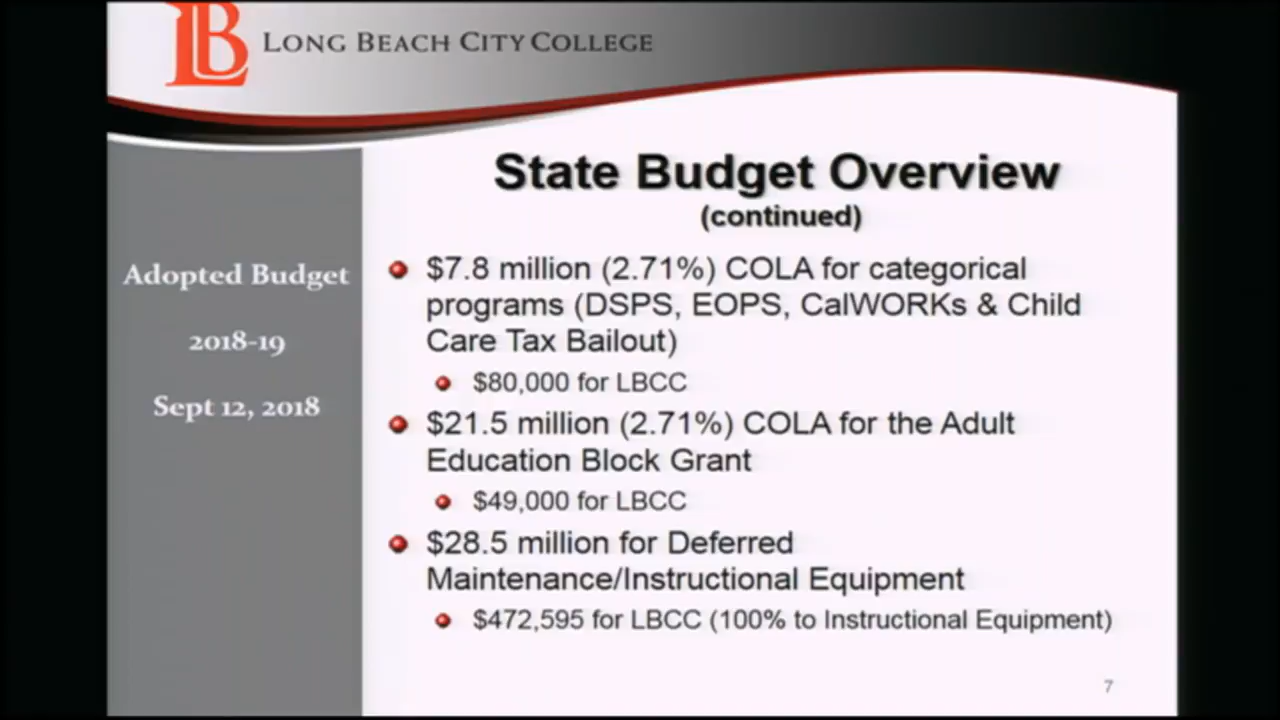 LB LONG BEACH CITY COLLEGE
Adopted Budget
2018-19
Sept 12, 2018
State Budget Overview
(continued)
$7.8 million (2.71%) COLA for categorical
programs (DSPS, EOPS, CalWORKs & Child
Care Tax Bailout)
$80,000 for LBCC
$21.5 million (2.71%) COLA for the Adult
Education Block Grant
$49,000 for LBCC
$28.5 million for Deferred
Maintenance/Instructional Equipment
$472,595 for LBCC (100% to Instructional Equipment)
7